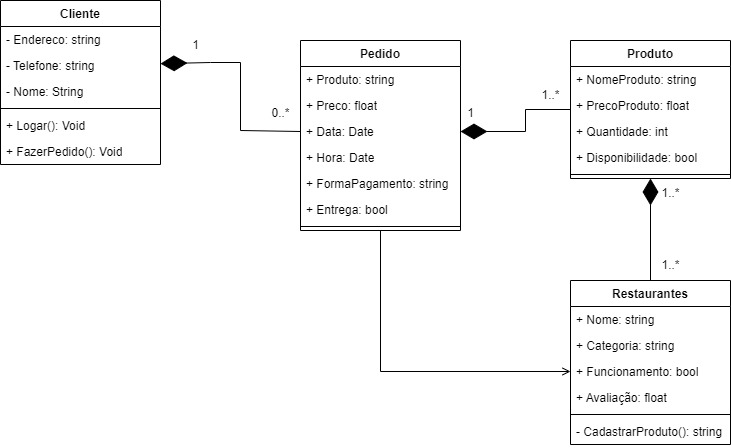 Cliente
- Endereco: string
- Telefone: string
- Nome: String
+ Logar(): Void
+ FazerPedido(): Void
1
0..*
Pedido
+ Produto: string
+ Preco: float
+ Data: Date
+ Hora: Date
+ FormaPagamento: string
+ Entrega: bool
1
1..*
Produto
+ NomeProduto: string
+ PrecoProduto: float
+ Quantidade: int
+ Disponibilidade: bool
1..*
1..*
Restaurantes
+ Nome: string
+ Categoria: string
+ Funcionamento: bool
+ Avaliação: float
- CadastrarProduto(): string